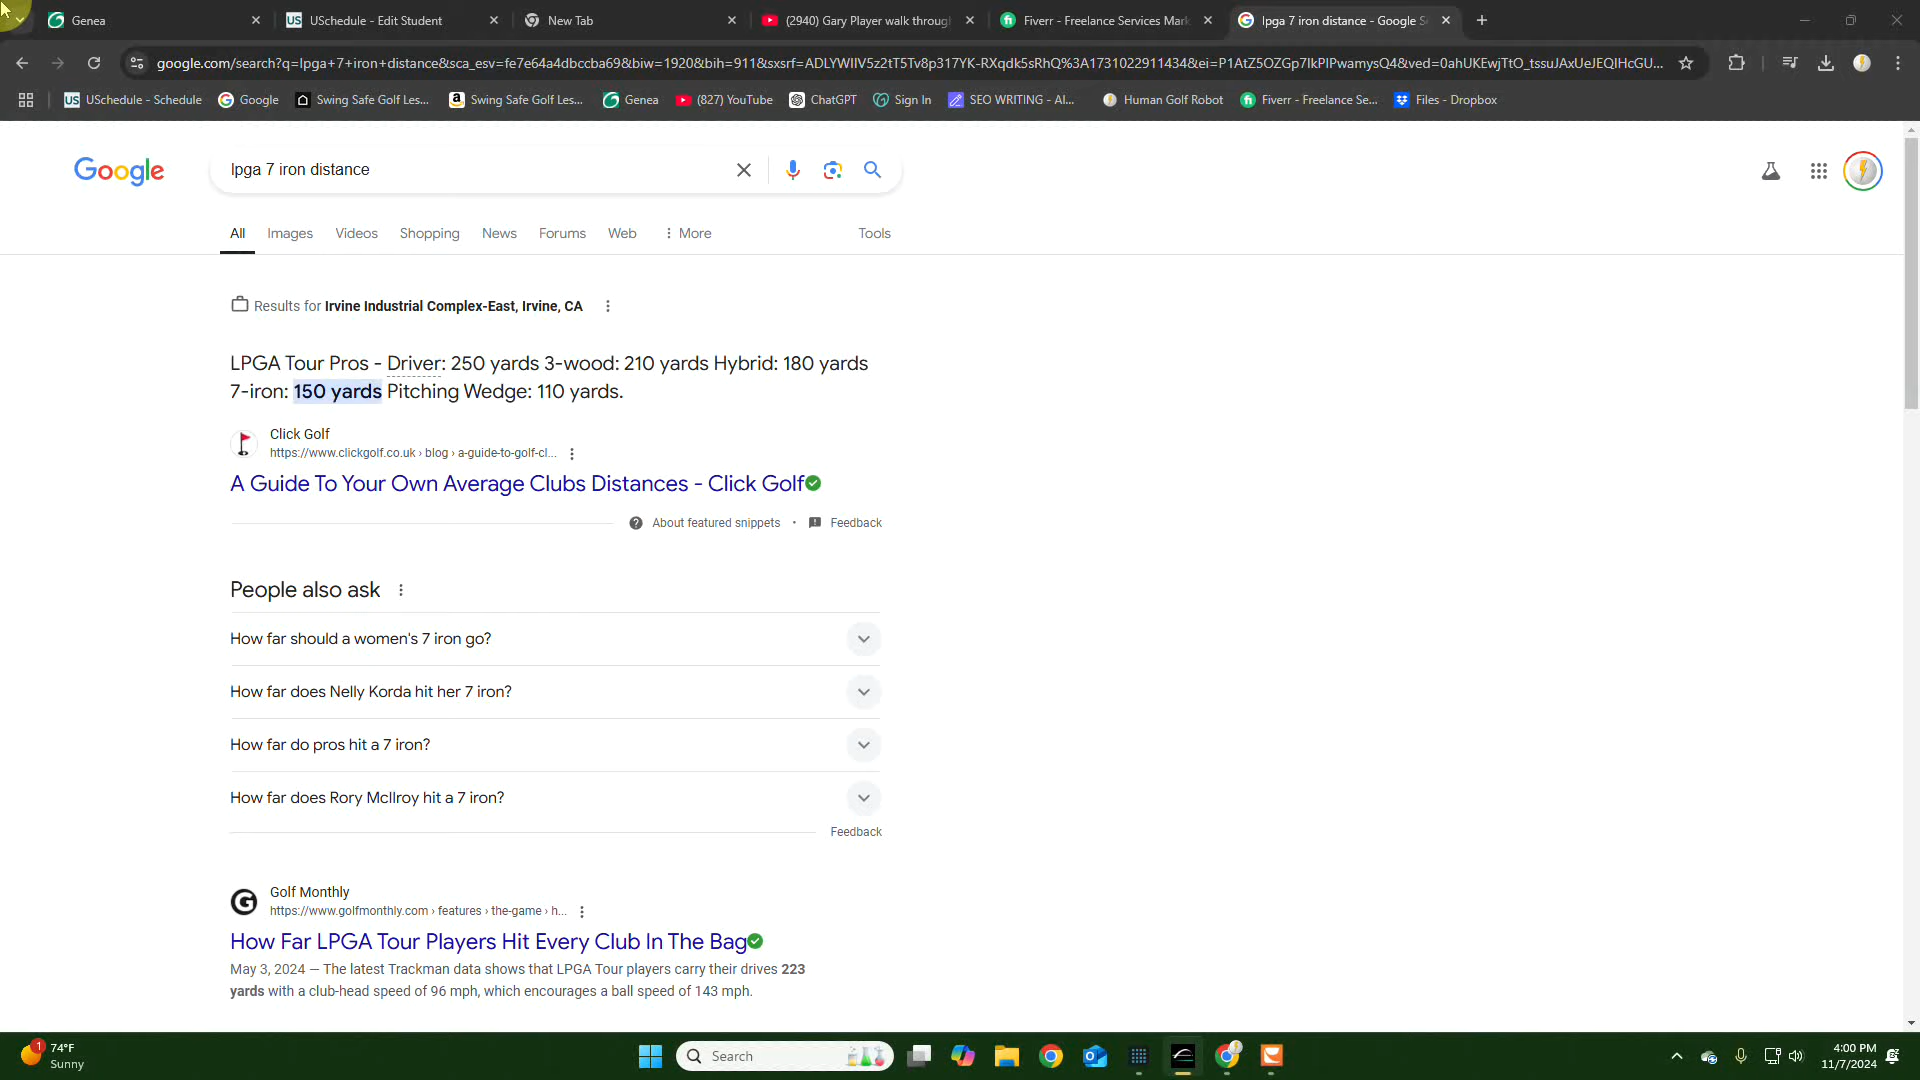 Genea
USchedule - Edit Student
New Tab
(2940) Gary Player walk through
Fiverr - Freelance Services Mark
lpga 7 iron distance - Google S
google.com/search?q=lpga+7+iron+distance&sca_esv=fe7e64a4dbccba69&biw=1920&bih=911&sxsrf=ADLYWIIV5z2tT5Tv8p317YK-RXqdk5sRhQ%3A1731022911434&ei=P1AtZ5OZGp7IkPIPwamysQ4&ved=0ahUKEwjTtO_tssuJAxUeJEQIHcGU...
US USchedule - Schedule
Google
Swing Safe Golf Les...
Swing Safe Golf Les...
Genea
(827) YouTube
ChatGPT
Sign In
SEO WRITING - AI...
Human Golf Robot
Fiverr - Freelance Se...
Files - Dropbox
Google
lpga 7 iron distance
All
Images
Videos
Shopping
News
Forums
Web
More
Tools
Results for Irvine Industrial Complex-East, Irvine, CA
LPGA Tour Pros - Driver: 250 yards 3-wood: 210 yards Hybrid: 180 yards
7-iron: 150 yards Pitching Wedge: 110 yards.
Click Golf
https://www.clickgolf.co.uk › blog › a-guide-to-golf-cl...
A Guide To Your Own Average Clubs Distances - Click Golf
About featured snippets • Feedback
People also ask
How far should a women's 7 iron go?
How far does Nelly Korda hit her 7 iron?
How far do pros hit a 7 iron?
How far does Rory McIlroy hit a 7 iron?
Feedback
Golf Monthly
https://www.golfmonthly.com › features › the-game › h...
How Far LPGA Tour Players Hit Every Club In The Bag
May 3, 2024 — The latest Trackman data shows that LPGA Tour players carry their drives 223
yards with a club-head speed of 96 mph, which encourages a ball speed of 143 mph.
1
74°F
Sunny
Search
4:00 PM
11/7/2024